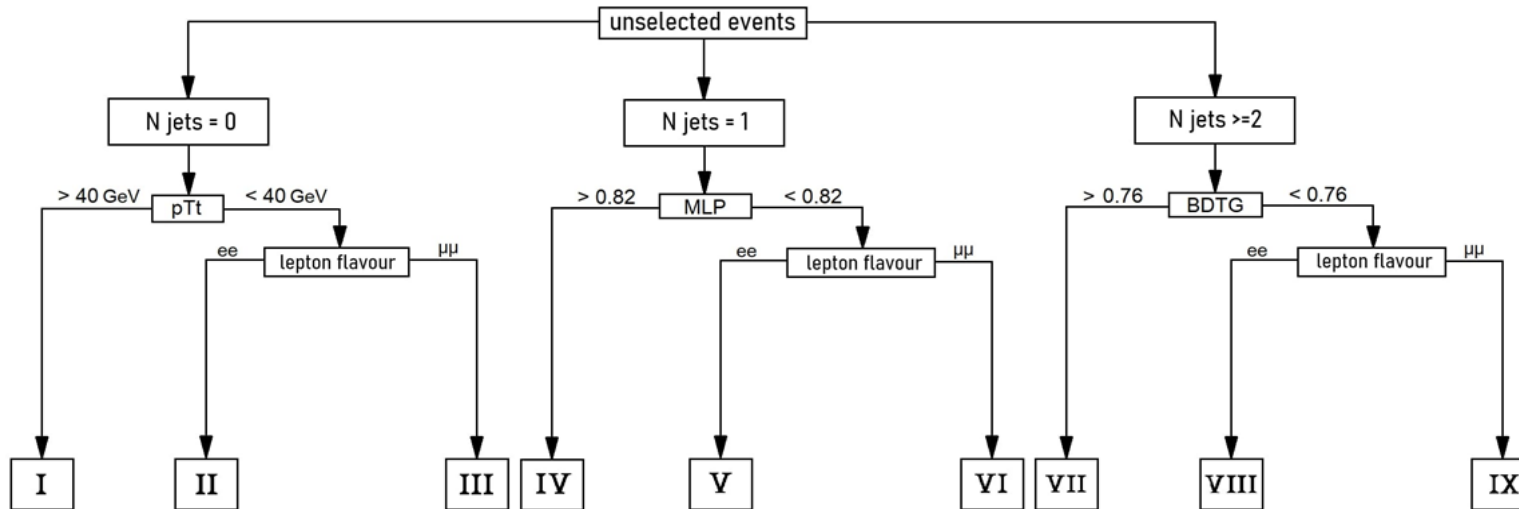 unselected events
N jets = 0
N jets = 1
N jets >=2
> 40 GeV
pTt
< 40 GeV
> 0.82
MLP
< 0.82
> 0.76
BDTG
< 0.76
ee
lepton flavour
μμ
ee
lepton flavour
μμ
ee
lepton flavour
μμ
I
II
III
IV
V
VI
VII
VIII
IX